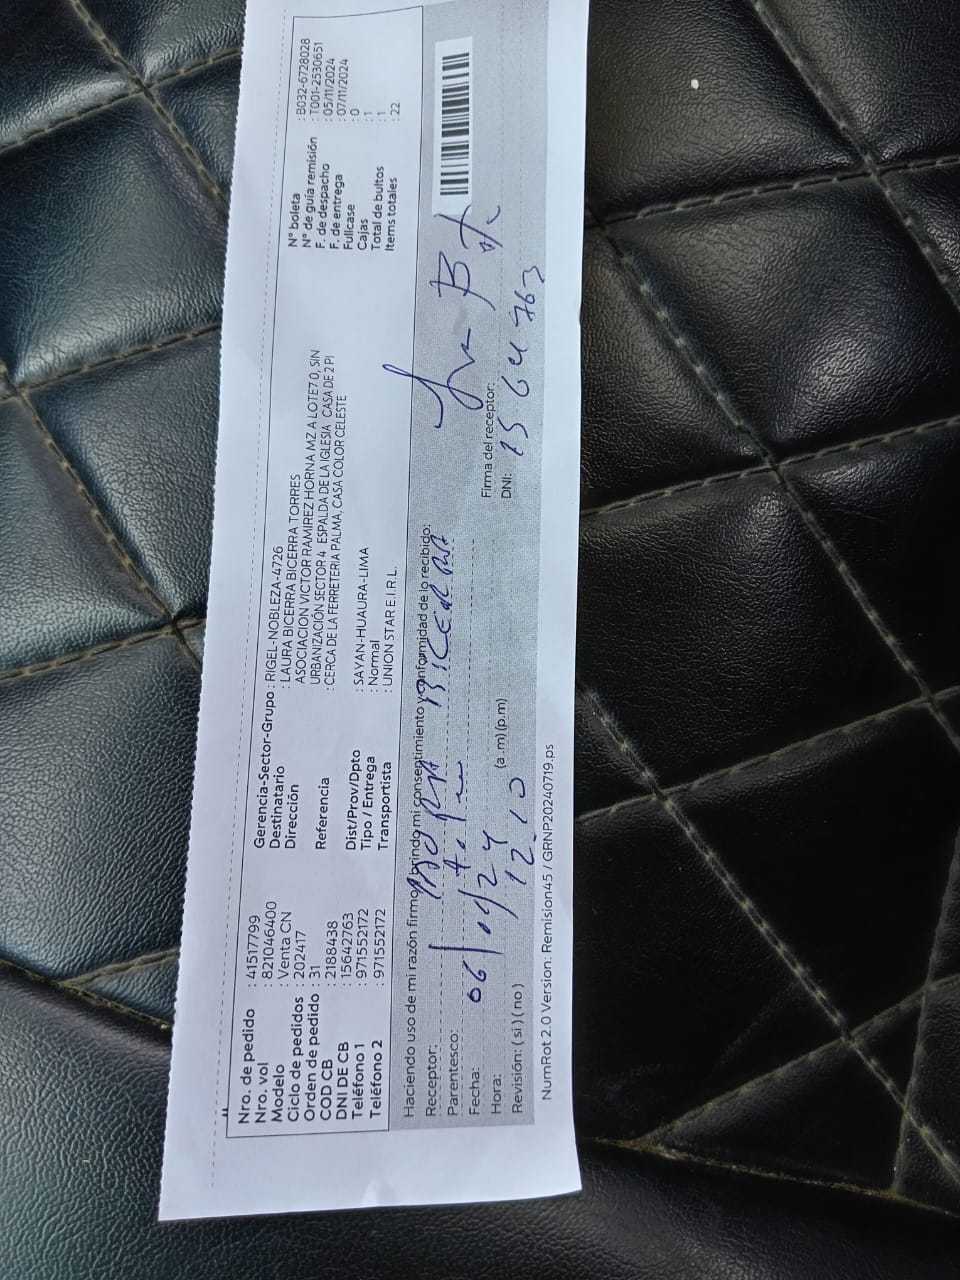 Nro. de pedido : 41517799
Nro. vol : 821046400
Modelo : Venta CN
Ciclo de pedidos : 202417
Orden de pedido : 31
COD CB : 2188438
DNI DE CB : 15642763
Teléfono 1 : 971552172
Teléfono 2 : 971552172
Gerencia-Sector-Grupo : RIGEL-NOBLEZA-4726
Destinatario : LAURA BICERRA BICERRA TORRES
Dirección ASOCIACION VICTOR RAMIREZ HORNA MZ A LOTE7 0, SIN
URBANIZACIÓN SECTOR 4 ESPALDA DE LA IGLESIA CASA DE 2 PI
Referencia : CERCA DE LA FERRETERIA PALMA, CASA COLOR CELESTE
Dist/Prov/Dpto : SAYAN-HUAURA-LIMA
Tipo / Entrega : Normal
Transportista : UNION STAR E.I.R.L.
N° boleta : B032-6728028
N° de guía remisión : T001-2530651
F. de despacho : 05/11/2024
F. de entrega : 07/11/2024
Fullcase : 0
Cajas : 1
Total de bultos : 1
Items totales : 22
Haciendo uso de mi razón firmo, brindo mi consentimiento y conformidad de lo recibido:
Receptor:
Parentesco:
Fecha: 06/11/24
Hora: 12.10 (a.m) (p.m)
Revisión: ( si ) ( no )
Firma del receptor:
DNI:
NumRot 2.0 Version: Remision45 / GRNP20240719.ps